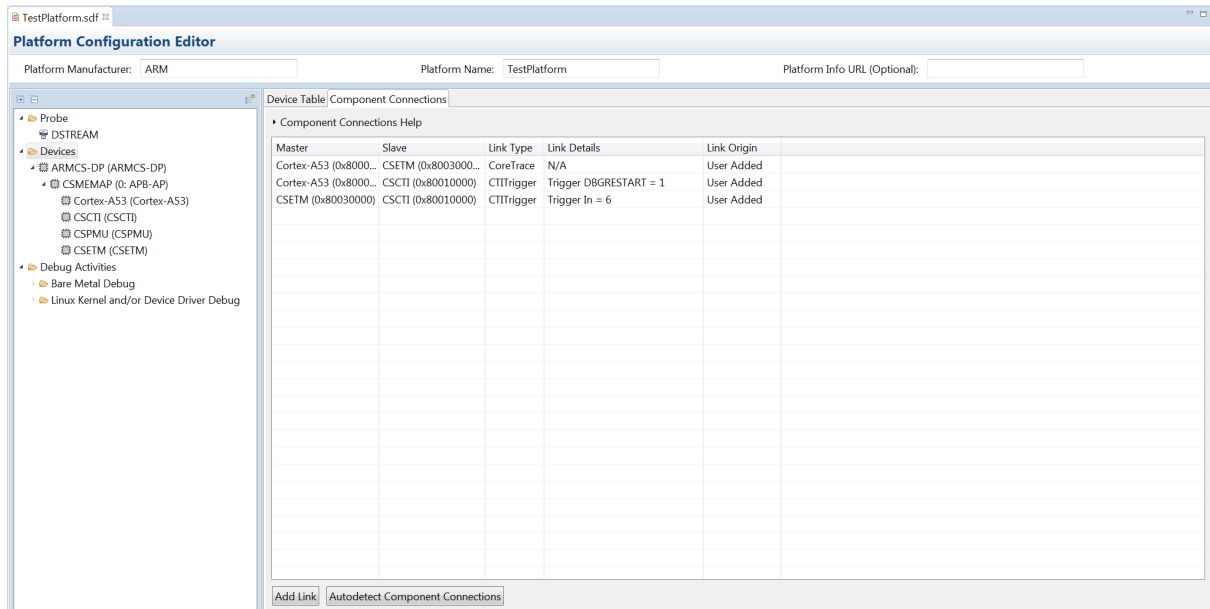 TestPlatform.sdf
Platform Configuration Editor
Platform Manufacturer: ARM Platform Name: TestPlatform Platform Info URL (Optional):
Probe
DSTREAM
Devices
ARMCS-DP (ARMCS-DP)
CSMEMAP (0: APB-AP)
Cortex-A53 (Cortex-A53)
CSCTI (CSCTI)
CSPMU (CSPMU)
CSETM (CSETM)
Debug Activities
Bare Metal Debug
Linux Kernel and/or Device Driver Debug
Device Table Component Connections
Component Connections Help
Master Slave Link Type Link Details Link Origin
Cortex-A53 (0x8000... CSETM (0x8003000... CoreTrace N/A User Added
Cortex-A53 (0x8000... CSCTI (0x80010000) CTITrigger Trigger DBGRESTART = 1 User Added
CSETM (0x80030000) CSCTI (0x80010000) CTITrigger Trigger In = 6 User Added
Add Link Autodetect Component Connections